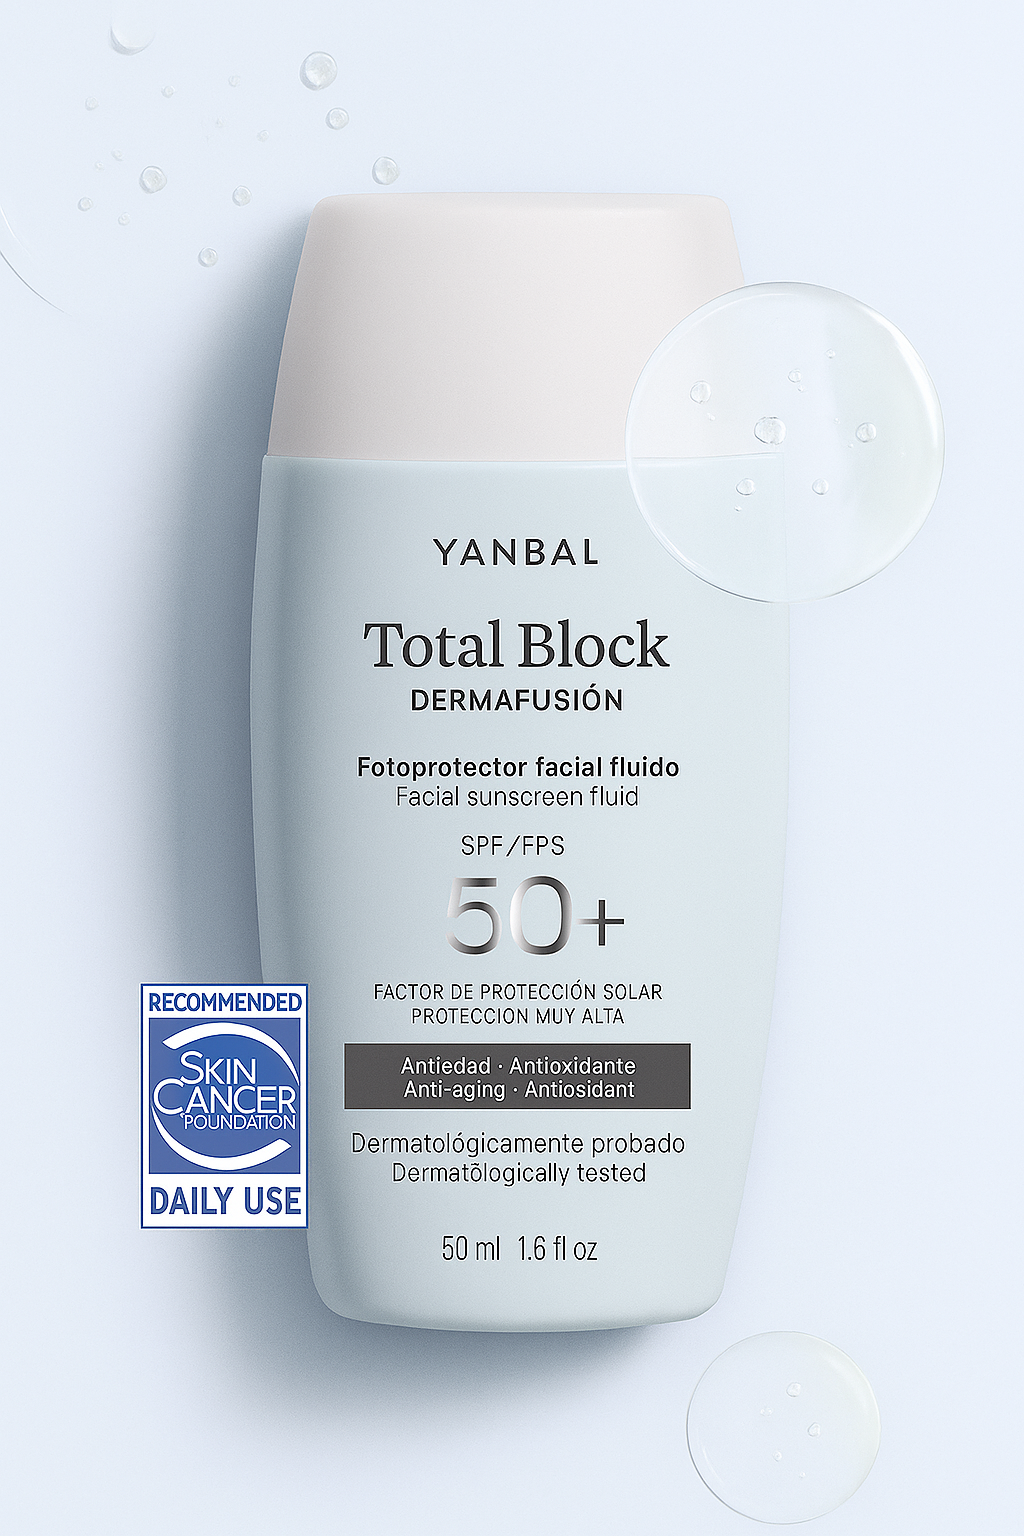 YANBAL
Total Block
DERMAFUSIÓN
Fotoprotector facial fluido
Facial sunscreen fluid
SPF/FPS
50+
FACTOR DE PROTECCIÓN SOLAR
PROTECCION MUY ALTA
Antiedad · Antioxidante
Anti-aging · Antiosidant
Dermatológicamente probado
Dermatõlogically tested
50 ml 1.6 fl oz
RECOMMENDED
SKIN
CANCER
POUNDATION
DAILY USE